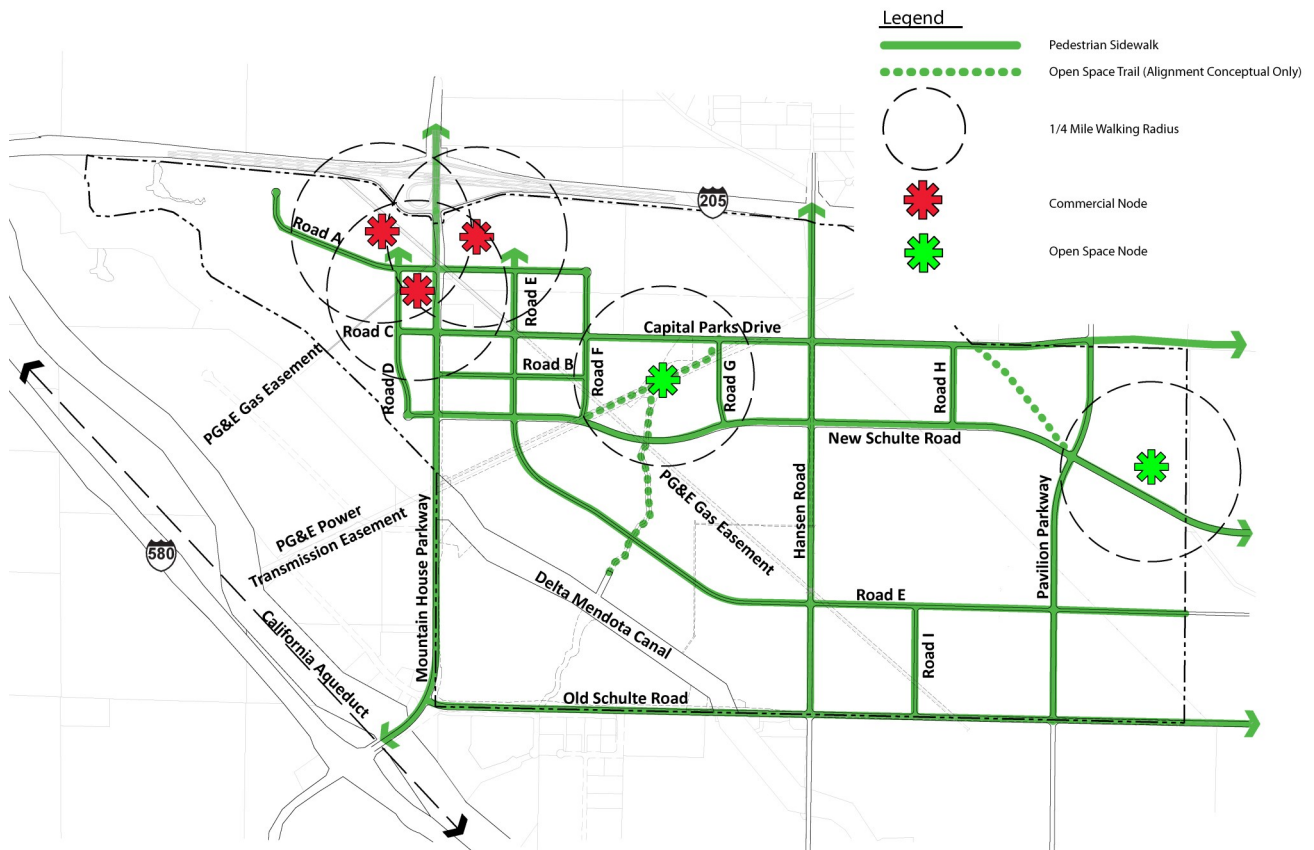 Legend
Pedestrian Sidewalk
Open Space Trail (Alignment Conceptual Only)
1/4 Mile Walking Radius
Commercial Node
Open Space Node
205
Road A
Road E
Road C
Capital Parks Drive
Road B
Road F
Road G
Road H
Road D
PG&E Gas Easement
New Schulte Road
PG&E Gas Easement
Hansen Road
Pavilion Parkway
Mountain House Parkway
PG&E Power
Transmission Easement
580
Delta Mendota Canal
Road E
California Aqueduct
Road I
Old Schulte Road